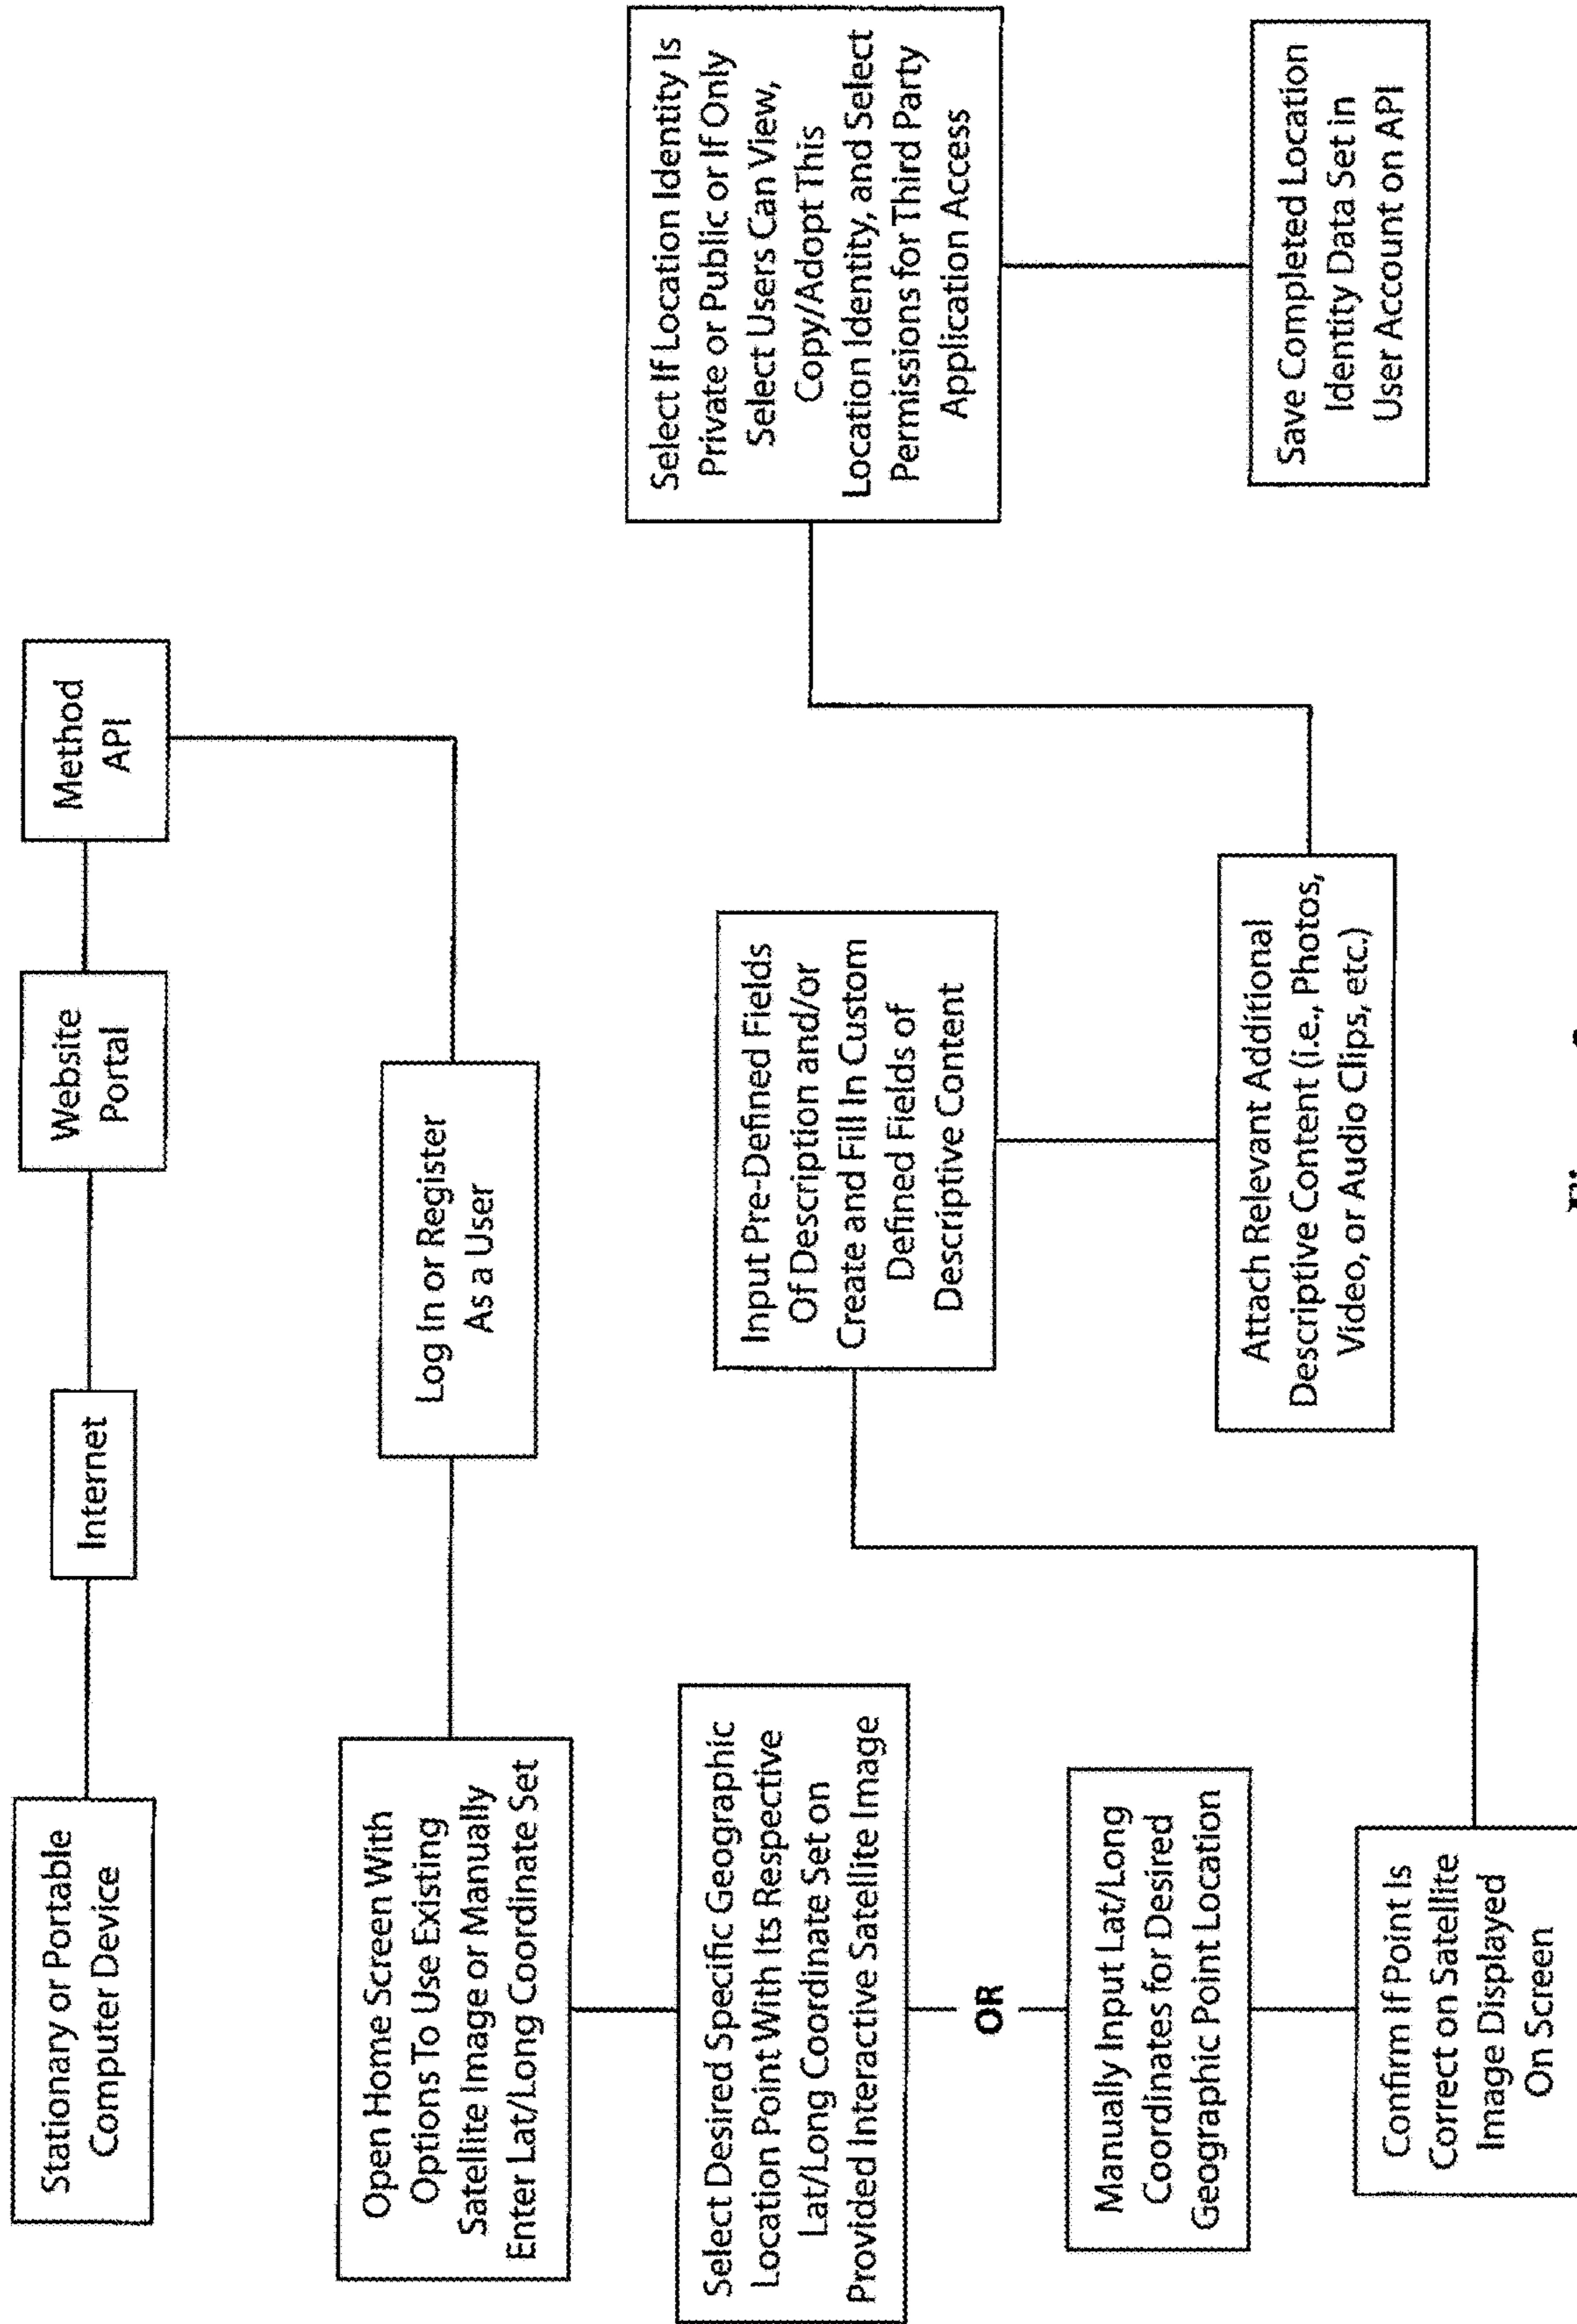 Stationary or Portable
Computer Device
Internet
Website
Portal
Method
API
Log In or Register
As a User
Open Home Screen With
Options To Use Existing
Satellite Image or Manually
Enter Lat/Long Coordinate Set
Select Desired Specific Geographic
Location Point With Its Respective
Lat/Long Coordinate Set on
Provided Interactive Satellite Image
OR
Manually Input Lat/Long
Coordinates for Desired
Geographic Point Location
Confirm If Point Is
Correct on Satellite
Image Displayed
On Screen
Input Pre-Defined Fields
Of Description and/or
Create and Fill In Custom
Defined Fields of
Descriptive Content
Attach Relevant Additional
Descriptive Content (i.e., Photos,
Video, or Audio Clips, etc.)
Select If Location Identity Is
Private or Public or If Only
Select Users Can View,
Copy/Adopt This
Location Identity, and Select
Permissions for Third Party
Application Access
Save Completed Location
Identity Data Set in
User Account on API